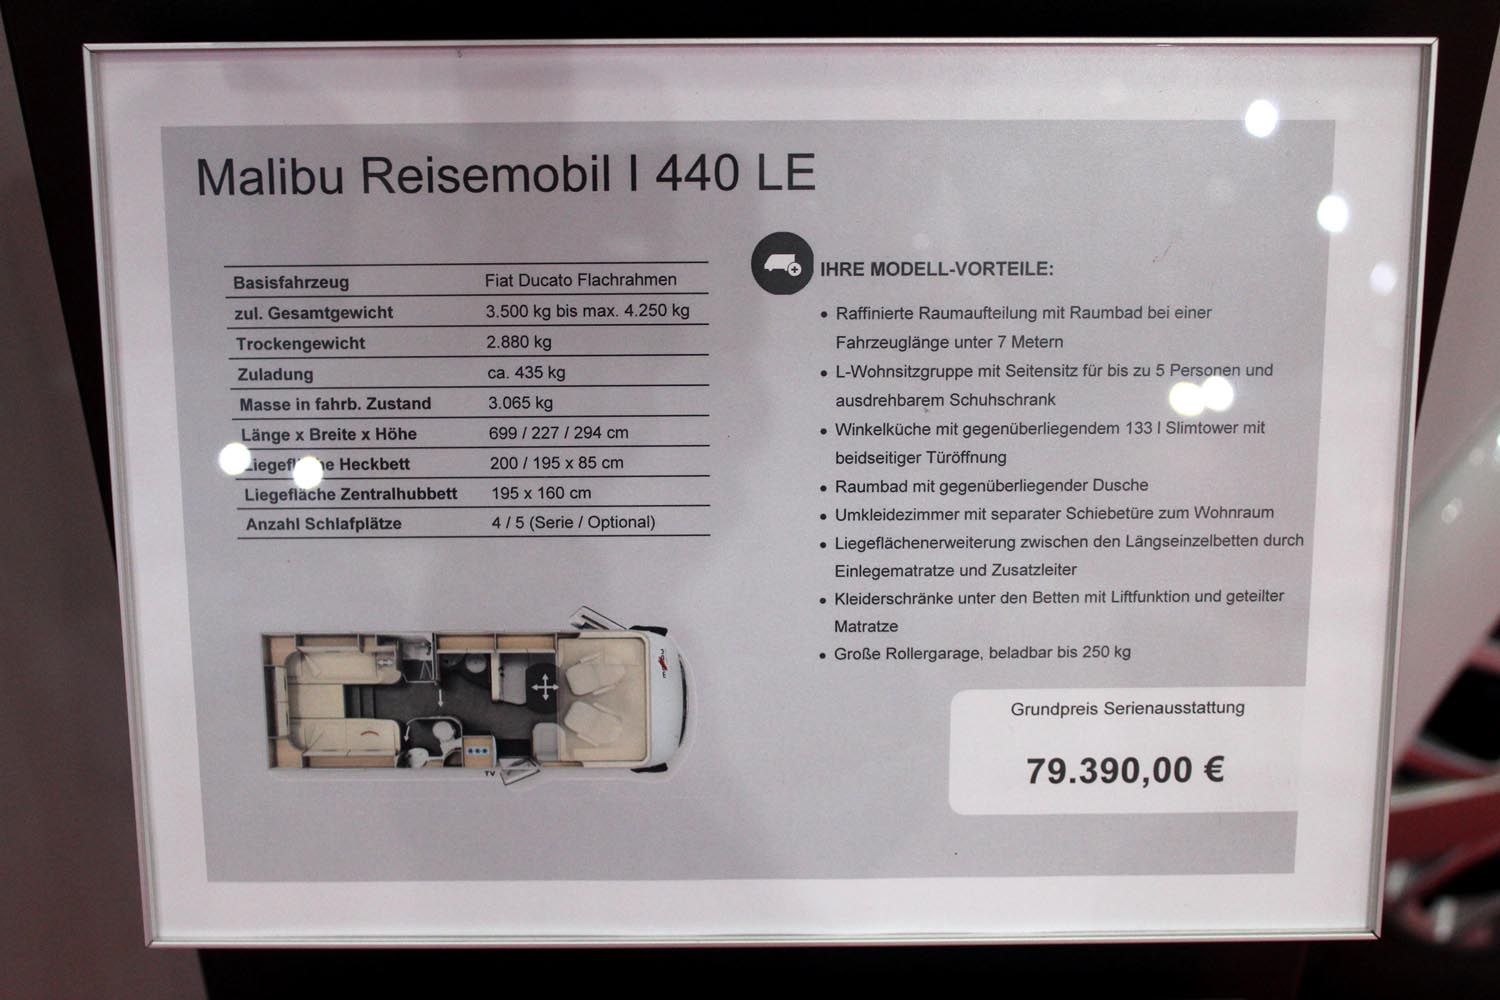 Malibu Reisemobil I 440 LE
Basisfahrzeug Fiat Ducato Flachrahmen
zul. Gesamtgewicht 3.500 kg bis max. 4.250 kg
Trockengewicht 2.880 kg
Zuladung ca. 435 kg
Masse in fahrb. Zustand 3.065 kg
Länge x Breite x Höhe 699 / 227 / 294 cm
Liegefläche Heckbett 200 / 195 x 85 cm
Liegefläche Zentralhubbett 195 x 160 cm
Anzahl Schlafplätze 4 / 5 (Serie / Optional)
TV
IHRE MODELL-VORTEILE:
• Raffinierte Raumaufteilung mit Raumbad bei einer
Fahrzeuglänge unter 7 Metern
• L-Wohnsitzgruppe mit Seitensitz für bis zu 5 Personen und
ausdrehbarem Schuhschrank
• Winkelküche mit gegenüberliegendem 133 l Slimtower mit
beidseitiger Türöffnung
• Raumbad mit gegenüberliegender Dusche
• Umkleidezimmer mit separater Schiebetüre zum Wohnraum
• Liegeflächenerweiterung zwischen den Längseinzelbetten durch
Einlegematratze und Zusatzleiter
• Kleiderschränke unter den Betten mit Liftfunktion und geteilter
Matratze
• Große Rollergarage, beladbar bis 250 kg
Grundpreis Serienausstattung
79.390,00 €